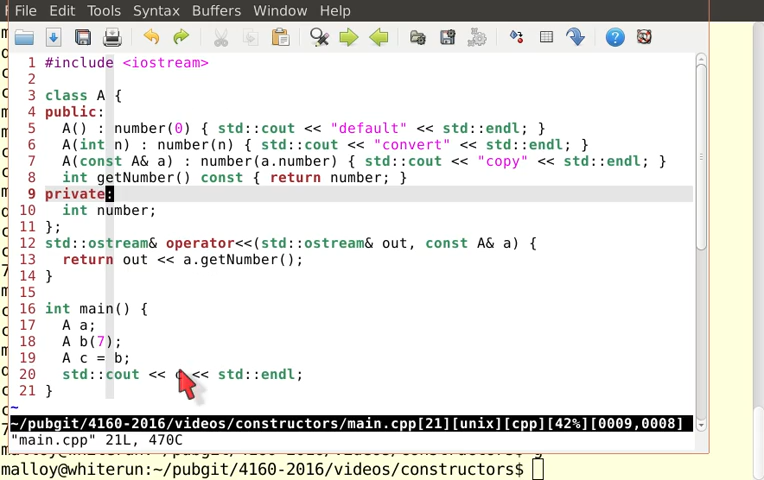 File Edit Tools Syntax Buffers Window Help
1 #include <iostream>
2
3 class A {
4 public:
5 A() : number(0) { std::cout << "default" << std::endl; }
6 A(int n) : number(n) { std::cout << "convert" << std::endl; }
7 A(const A& a) : number(a.number) { std::cout << "copy" << std::endl; }
8 int getNumber() const { return number; }
9 private:
10 int number;
11 };
12 std::ostream& operator<<(std::ostream& out, const A& a) {
13 return out << a.getNumber();
14 }
15
16 int main() {
17 A a;
18 A b(7);
19 A c = b;
20 std::cout << << std::endl;
21 }
~
~/pubgit/4160-2016/videos/constructors/main.cpp[21][unix][cpp][42%][0009,0008]
"main.cpp" 21L, 470C
malloy@whiterun:~/pubgit/4160-2016/videos/constructors$